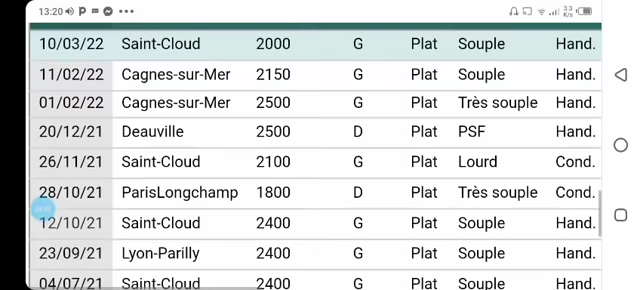 13:20 P 3.3 K/s
10/03/22 Saint-Cloud 2000 G Plat Souple Hand.
11/02/22 Cagnes-sur-Mer 2150 G Plat Souple Hand.
01/02/22 Cagnes-sur-Mer 2500 G Plat Très souple Hand.
20/12/21 Deauville 2500 D Plat PSF Hand.
26/11/21 Saint-Cloud 2100 G Plat Lourd Cond.
28/10/21 ParisLongchamp 1800 D Plat Très souple Cond.
12/10/21 Saint-Cloud 2400 G Plat Souple Hand.
23/09/21 Lyon-Parilly 2400 G Plat Souple Hand.
04/07/21 Saint-Cloud 2400 G Plat Souple Hand.